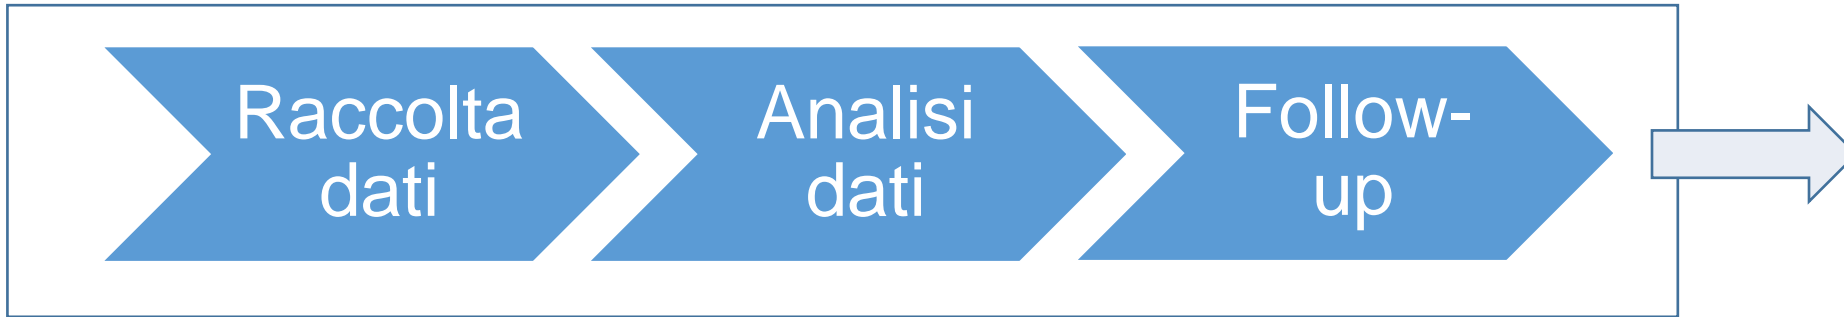 Raccolta
dati
Analisi
dati
Follow-
up